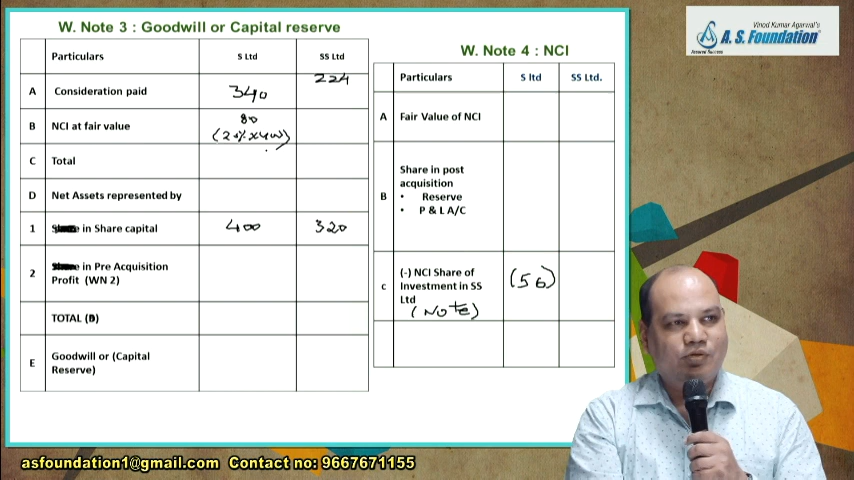 W. Note 3 : Goodwill or Capital reserve
Particulars S Ltd SS Ltd
A Consideration paid 340 224
B NCI at fair value 80
(20% x 400)
C Total
D Net Assets represented by
1 in Share capital 400 320
2 in Pre Acquisition
Profit (WN 2)
TOTAL (D)
E Goodwill or (Capital
Reserve)
W. Note 4 : NCI
Particulars S ltd SS Ltd.
A Fair Value of NCI
B Share in post
acquisition
• Reserve
• P & L A/C
C (-) NCI Share of
Investment in SS
Ltd
(Note) (56)
Vinod Kumar Agarwal's
A. S. Foundation®
Assured Success
asfoundation1@gmail.com Contact no: 9667671155